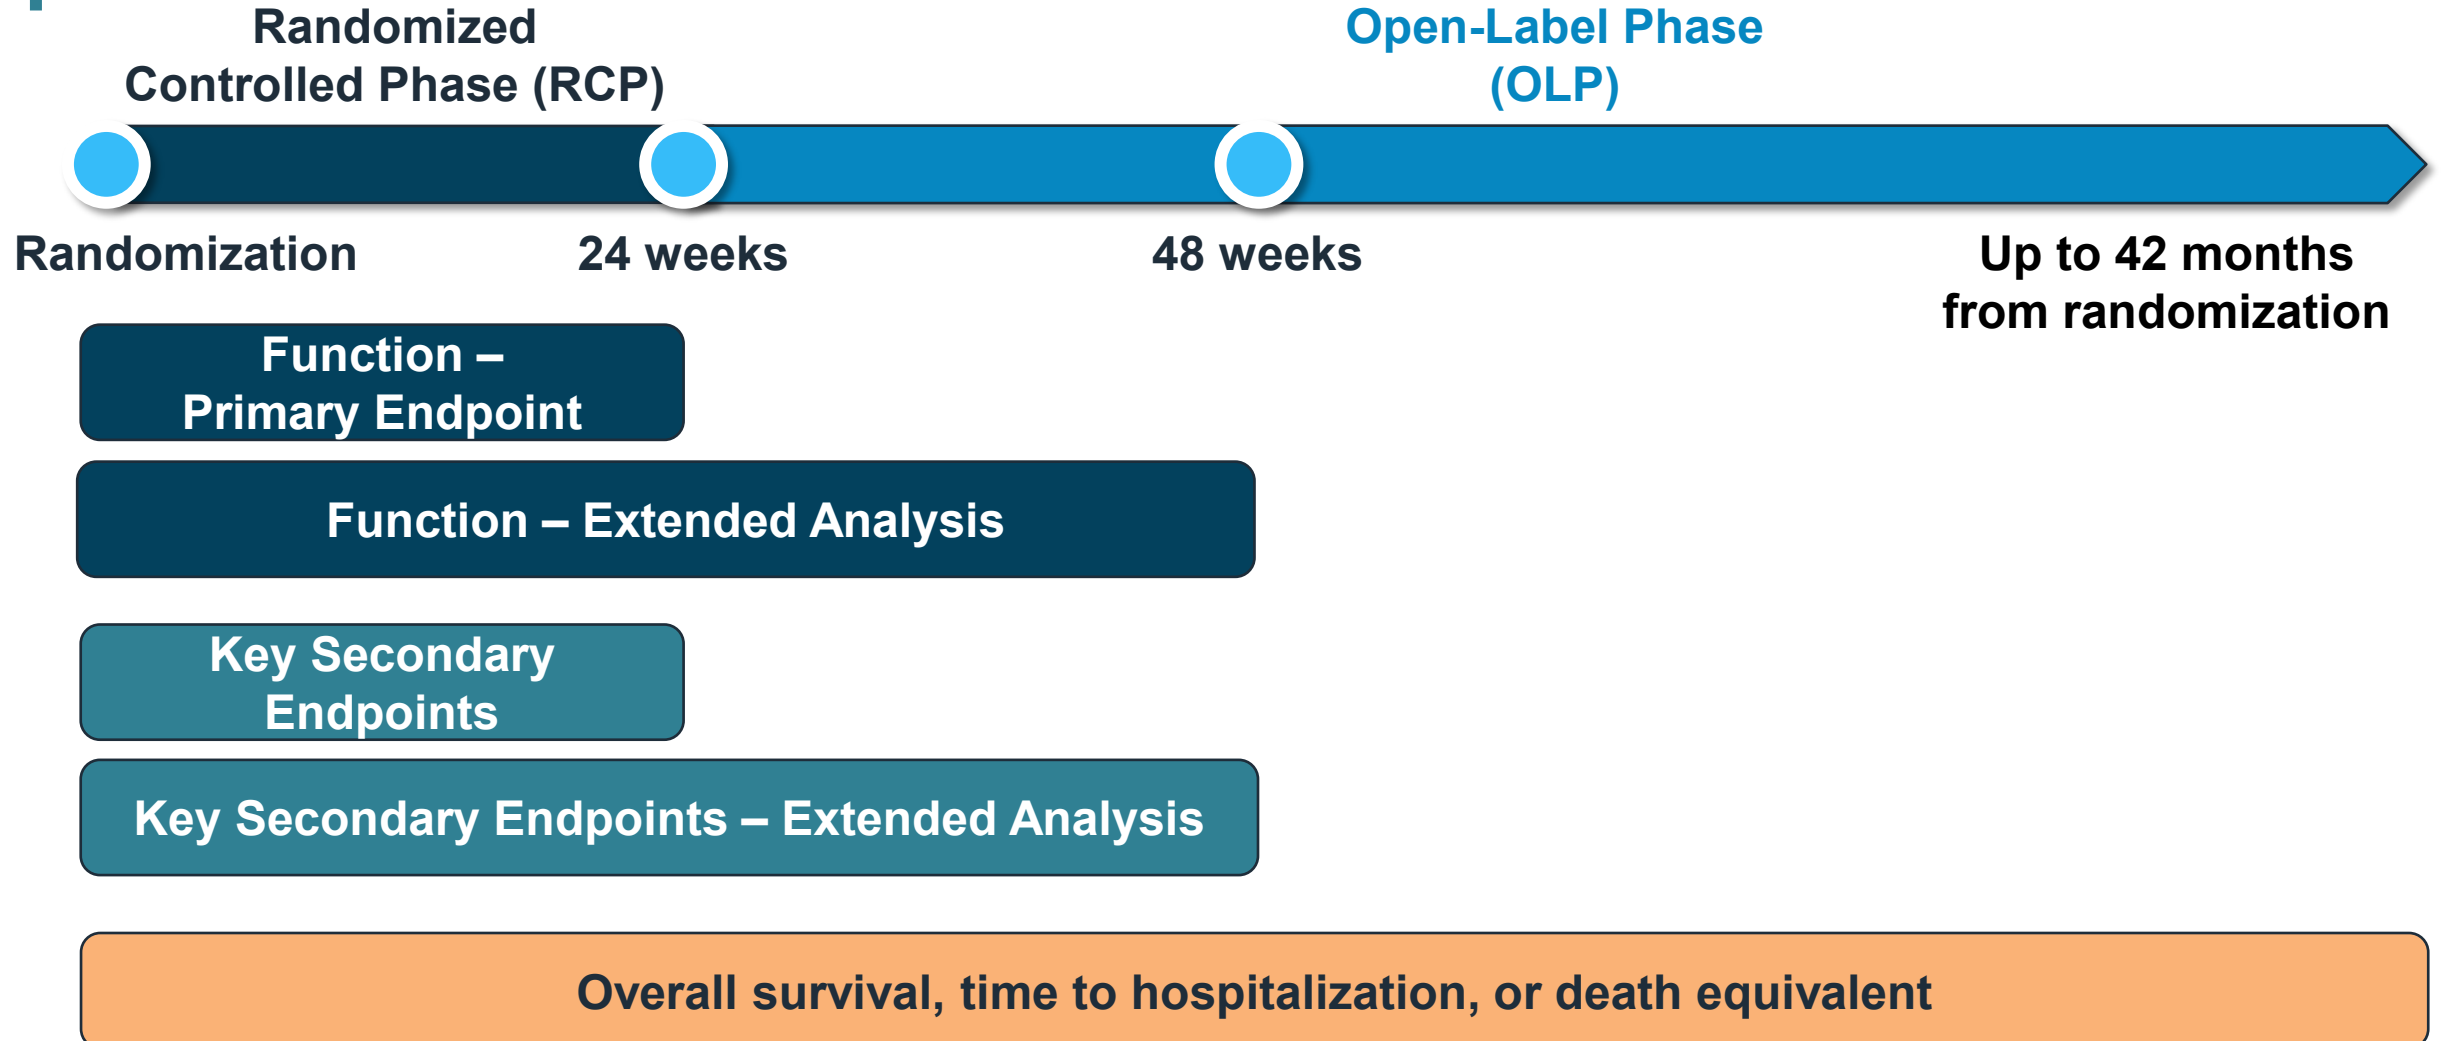 Randomized
Controlled Phase (RCP)
Open-Label Phase
(OLP)
Randomization
24 weeks
48 weeks
Up to 42 months
from randomization
Function –
Primary Endpoint
Function – Extended Analysis
Key Secondary
Endpoints
Key Secondary Endpoints – Extended Analysis
Overall survival, time to hospitalization, or death equivalent